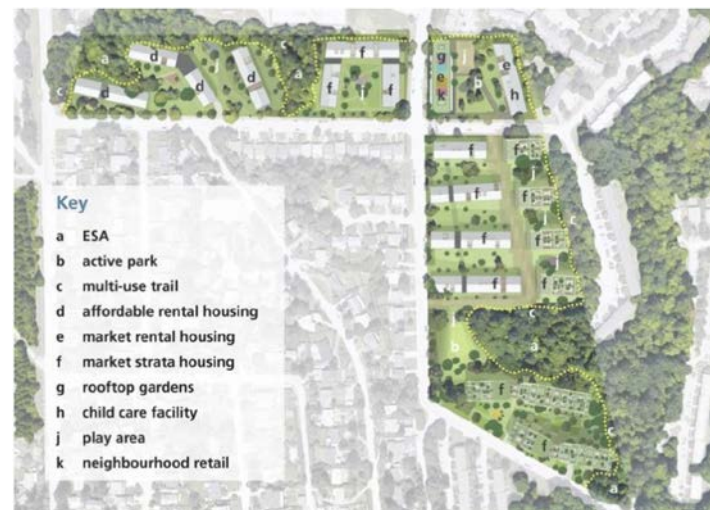 a
d
c
f
g
j
e
a
d
d
d
a
f
j
f
e
b
k
h
c
d
f
f
j
f
f
f
c
f
f
f
c
b
a
f
c
f
a
Key
a ESA
b active park
c multi-use trail
d affordable rental housing
e market rental housing
f market strata housing
g rooftop gardens
h child care facility
j play area
k neighbourhood retail